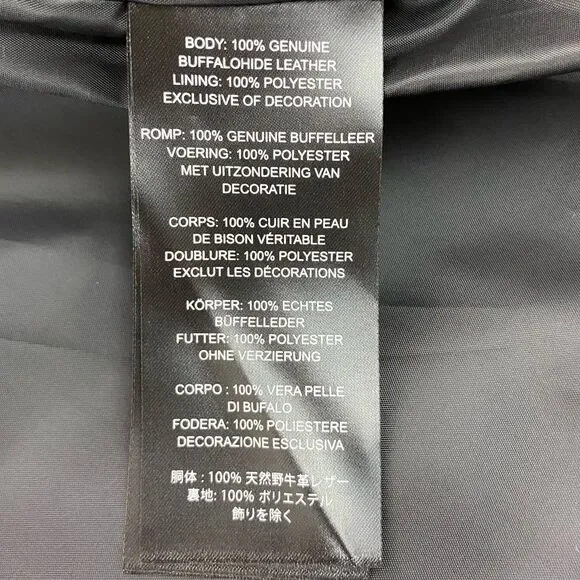 BODY: 100% GENUINE
BUFFALOHIDE LEATHER
LINING: 100% POLYESTER
EXCLUSIVE OF DECORATION
ROMP: 100% GENUINE BUFFELLEER
VOERING: 100% POLYESTER
MET UITZONDERING VAN
DECORATIE
CORPS: 100% CUIR EN PEAU
DE BISON VÉRITABLE
DOUBLURE: 100% POLYESTER
EXCLUT LES DÉCORATIONS
KÖRPER: 100% ECHTES
BÜFFELLEDER
FUTTER: 100% POLYESTER
OHNE VERZIERUNG
CORPO : 100% VERA PELLE
DI BUFALO
FODERA: 100% POLIESTERE
DECORAZIONE ESCLUSIVA
胴体 : 100% 天然野牛革レザー
裏地: 100% ポリエステル
飾りを除く